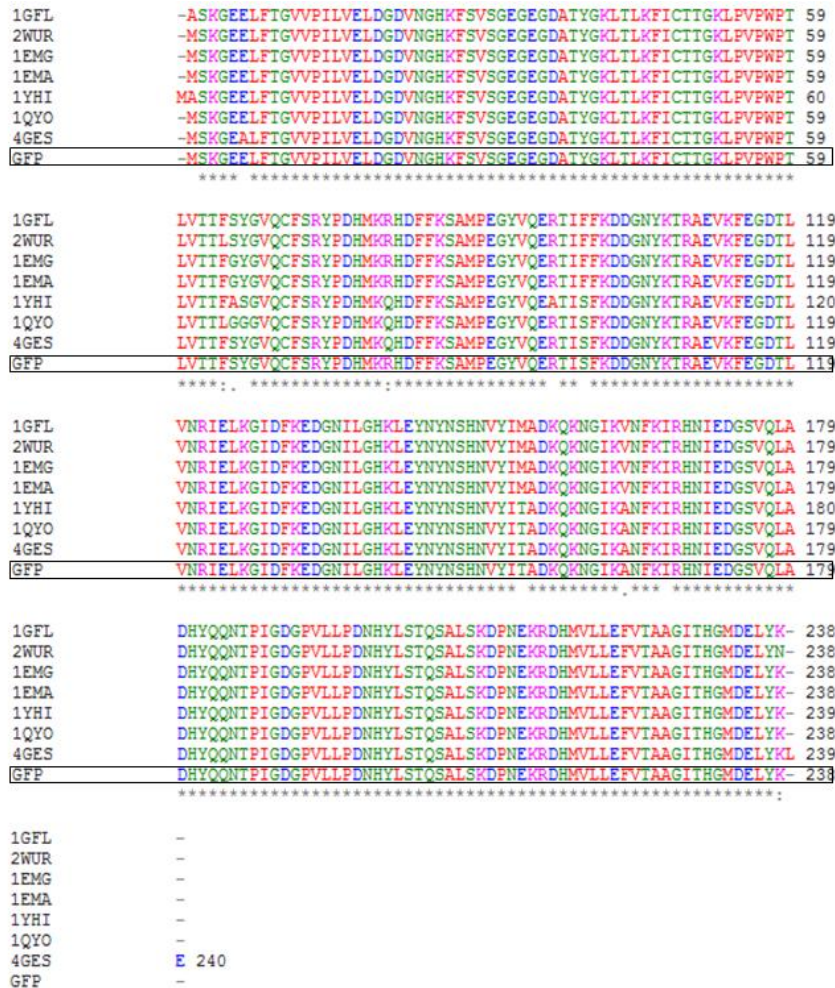 1GFL -ASKGEELFTGVVPILVELDGDVNGHKFSVSGEGEGDATYGKLTLKFICTTGKLPVPWPT 59
2WUR -MSKGEELFTGVVPILVELDGDVNGHKFSVSGEGEGDATYGKLTLKFICTTGKLPVPWPT 59
1EMG -MSKGEELFTGVVPILVELDGDVNGHKFSVSGEGEGDATYGKLTLKFICTTGKLPVPWPT 59
1EMA -MSKGEELFTGVVPILVELDGDVNGHKFSVSGEGEGDATYGKLTLKFICTTGKLPVPWPT 59
1YHI MASKGEELFTGVVPILVELDGDVNGHKFSVSGEGEGDATYGKLTLKFICTTGKLPVPWPT 60
1QYO -MSKGEELFTGVVPILVELDGDVNGHKFSVSGEGEGDATYGKLTLKFICTTGKLPVPWPT 59
4GES -MSKGEALFTGVVPILVELDGDVNGHKFSVSGEGEGDATYGKLTLKFICTTGKLPVPWPT 59
GFP -MSKGEELFTGVVPILVELDGDVNGHKFSVSGEGEGDATYGKLTLKFICTTGKLPVPWPT 59
**** *****************************************************
1GFL LVTTFSYGVQCFSRYPDHMKRHDFFKSAMPEGYVQERTIFFKDDGNYKTRAEVKFEGDTL 119
2WUR LVTTLSYGVQCFSRYPDHMKRHDFFKSAMPEGYVQERTIFFKDDGNYKTRAEVKFEGDTL 119
1EMG LVTTFGYGVQCFSRYPDHMKRHDFFKSAMPEGYVQERTIFFKDDGNYKTRAEVKFEGDTL 119
1EMA LVTTFGYGVQCFSRYPDHMKRHDFFKSAMPEGYVQERTIFFKDDGNYKTRAEVKFEGDTL 119
1YHI LVTTFASGVQCFSRYPDHMKQHDFFKSAMPEGYVQEATISFKDDGNYKTRAEVKFEGDTL 120
1QYO LVTTLGGGVQCFSRYPDHMKQHDFFKSAMPEGYVQERTISFKDDGNYKTRAEVKFEGDTL 119
4GES LVTTFSYGVQCFSRYPDHMKQHDFFKSAMPEGYVQERTISFKDDGNYKTRAEVKFEGDTL 119
GFP LVTTFSYGVQCFSRYPDHMKRHDFFKSAMPEGYVQERTISFKDDGNYKTRAEVKFEGDTL 119
****:. *************:*************** ** ********************
1GFL VNRIELKGIDFKEDGNILGHKLEYNYNSHNVYIMADKQKNGIKVNFKIRHNIEDGSVQLA 179
2WUR VNRIELKGIDFKEDGNILGHKLEYNYNSHNVYIMADKQKNGIKVNFKTRHNIEDGSVQLA 179
1EMG VNRIELKGIDFKEDGNILGHKLEYNYNSHNVYIMADKQKNGIKVNFKIRHNIEDGSVQLA 179
1EMA VNRIELKGIDFKEDGNILGHKLEYNYNSHNVYIMADKQKNGIKVNFKIRHNIEDGSVQLA 179
1YHI VNRIELKGIDFKEDGNILGHKLEYNYNSHNVYITADKQKNGIKANFKIRHNIEDGSVQLA 180
1QYO VNRIELKGIDFKEDGNILGHKLEYNYNSHNVYITADKQKNGIKANFKIRHNIEDGSVQLA 179
4GES VNRIELKGIDFKEDGNILGHKLEYNYNSHNVYITADKQKNGIKANFKIRHNIEDGSVQLA 179
GFP VNRIELKGIDFKEDGNILGHKLEYNYNSHNVYITADKQKNGIKANFKIRHNIEDGSVQLA 179
********************************* *********.*** ************
1GFL DHYQQNTPIGDGPVLLPDNHYLSTQSALSKDPNEKRDHMVLLEFVTAAGITHGMDELYK- 238
2WUR DHYQQNTPIGDGPVLLPDNHYLSTQSALSKDPNEKRDHMVLLEFVTAAGITHGMDELYN- 238
1EMG DHYQQNTPIGDGPVLLPDNHYLSTQSALSKDPNEKRDHMVLLEFVTAAGITHGMDELYK- 238
1EMA DHYQQNTPIGDGPVLLPDNHYLSTQSALSKDPNEKRDHMVLLEFVTAAGITHGMDELYK- 238
1YHI DHYQQNTPIGDGPVLLPDNHYLSTQSALSKDPNEKRDHMVLLEFVTAAGITHGMDELYK- 239
1QYO DHYQQNTPIGDGPVLLPDNHYLSTQSALSKDPNEKRDHMVLLEFVTAAGITHGMDELYK- 238
4GES DHYQQNTPIGDGPVLLPDNHYLSTQSALSKDPNEKRDHMVLLEFVTAAGITHGMDELYKL 239
GFP DHYQQNTPIGDGPVLLPDNHYLSTQSALSKDPNEKRDHMVLLEFVTAAGITHGMDELYK- 238
**********************************************************:
1GFL -
2WUR -
1EMG -
1EMA -
1YHI -
1QYO -
4GES E 240
GFP -